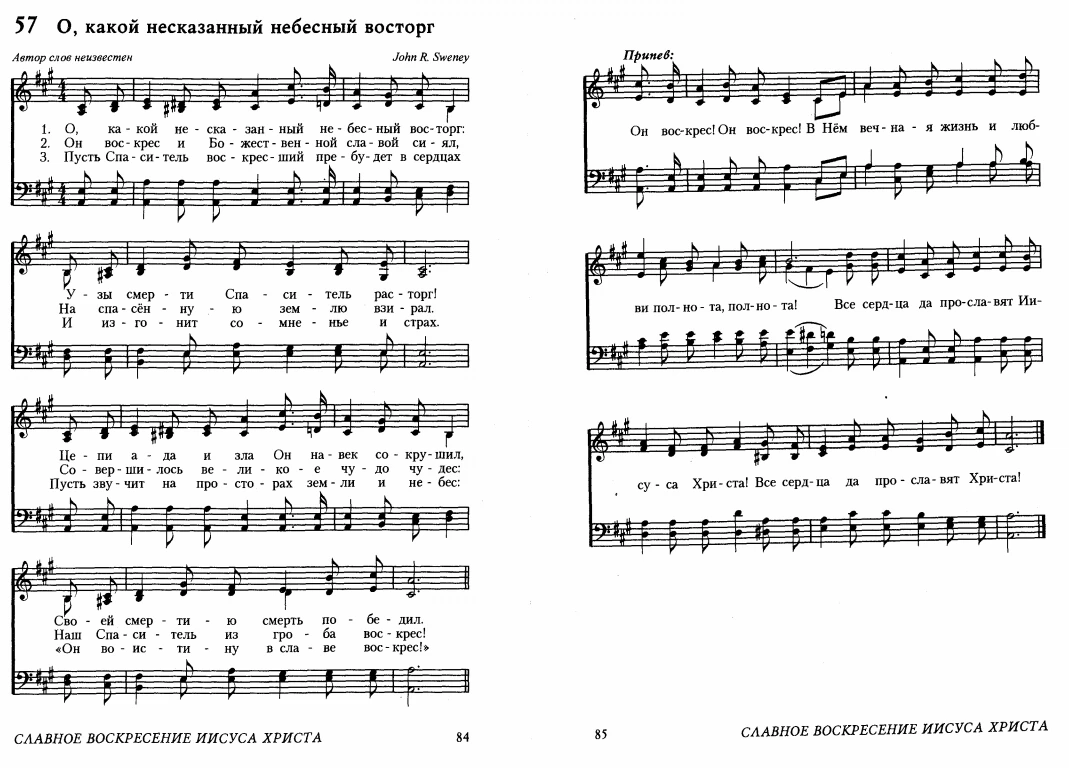 57 О, какой несказанный небесный восторг
Автор слов неизвестен John R. Sweney
1. О, ка - кой не - ска - зан - ный не - бес - ный вос - торг:
2. Он вос - крес и Бо - жест - вен - ной сла - вой си - ял,
3. Пусть Спа - си - тель вос - крес - ший пре - бу - дет в сердцах
У - зы смер - ти Спа - си - тель рас - торг!
На спа - сён - ну - ю зем - лю взи - рал.
И из - го - нит со - мне - нье и страх.
Це - пи а - да и зла Он на - век со - кру - шил,
Со - вер - ши - лось ве - ли - ко - е чу - до чу - дес:
Пусть зву - чит на про - сто - рах зем - ли и не - бес:
Сво - ей смер - ти - ю смерть по - бе - дил.
Наш Спа - си - тель из гро - ба вос - крес!
«Он во - ис - ти - ну в сла - ве вос - крес!»
СЛАВНОЕ ВОСКРЕСЕНИЕ ИИСУСА ХРИСТА 84
Припев:
Он вос - крес! Он вос - крес! В Нём веч - на - я жизнь и люб-
ви пол - но - та, пол - но - та! Все серд - ца да про - сла - вят Ии-
су - са Хри - ста! Все серд - ца да про - сла - вят Хри - ста!
85 СЛАВНОЕ ВОСКРЕСЕНИЕ ИИСУСА ХРИСТА